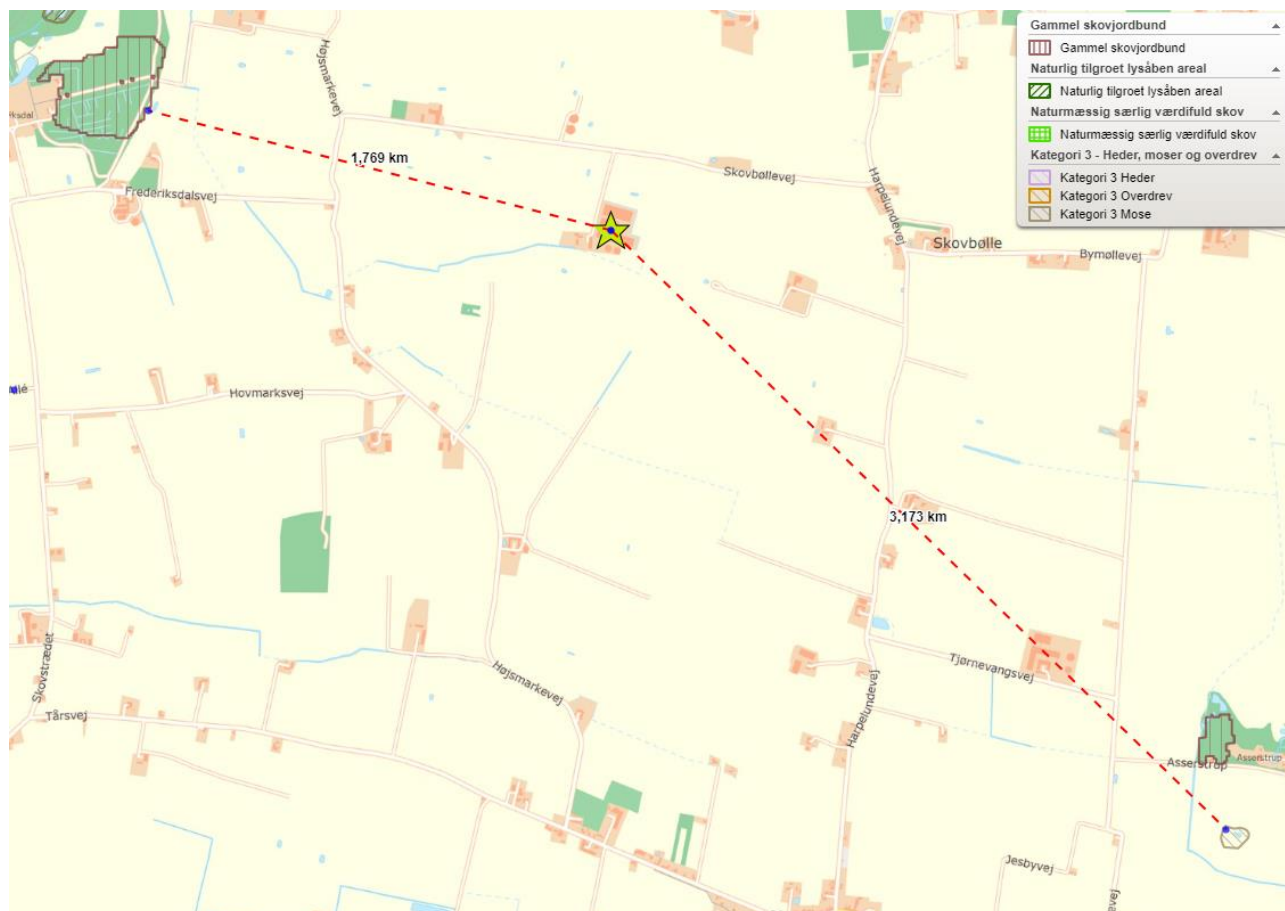 Gammel skovjordbund
Gammel skovjordbund
Naturlig tilgroet lysåben areal
Naturlig tilgroet lysåben areal
Naturmæssig særlig værdifuld skov
Naturmæssig særlig værdifuld skov
Kategori 3 - Heder, moser og overdrev
Kategori 3 Heder
Kategori 3 Overdrev
Kategori 3 Mose
Højsmarkevej
1,769 km
Skovbøllevej
Harpelundevej
Frederiksdalsvej
Skovbølle
Bymøllevej
Hovmarksvej
3,173 km
Skovstrædet
Tjørnevangsvej
Højsmarkevej
Tårsvej
Harpelundevej
Asserstrup
Asserstrup
Jesbyvej